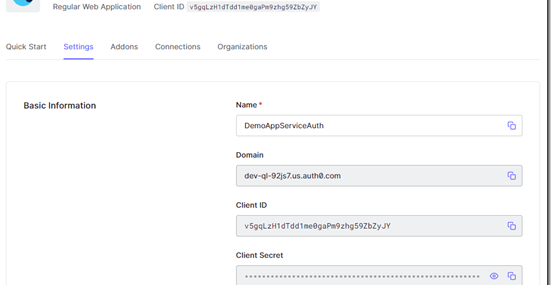 Regular Web Application Client ID v5gqLzH1dTdd1me0gaPm9zhg59ZbZyJY
Quick Start Settings Addons Connections Organizations
Basic Information
Name *
DemoAppServiceAuth
Domain
dev-ql-92js7.us.auth0.com
Client ID
v5gqLzH1dTdd1me0gaPm9zhg59ZbZyJY
Client Secret